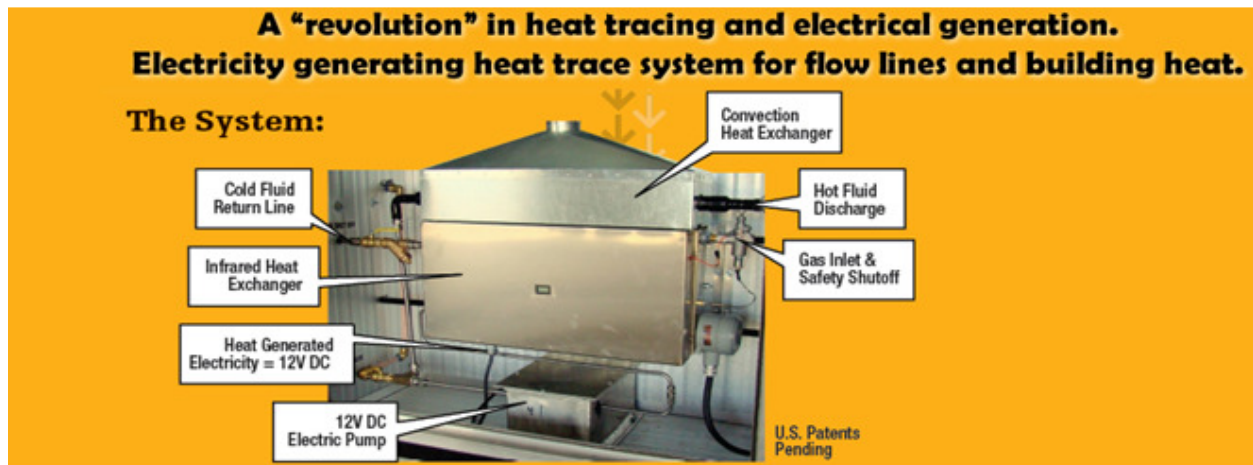 A “revolution” in heat tracing and electrical generation.
Electricity generating heat trace system for flow lines and building heat.
The System:
Convection
Heat Exchanger
Cold Fluid
Return Line
Hot Fluid
Discharge
Infrared Heat
Exchanger
Gas Inlet &
Safety Shutoff
Heat Generated
Electricity = 12V DC
12V DC
Electric Pump
U.S. Patents
Pending